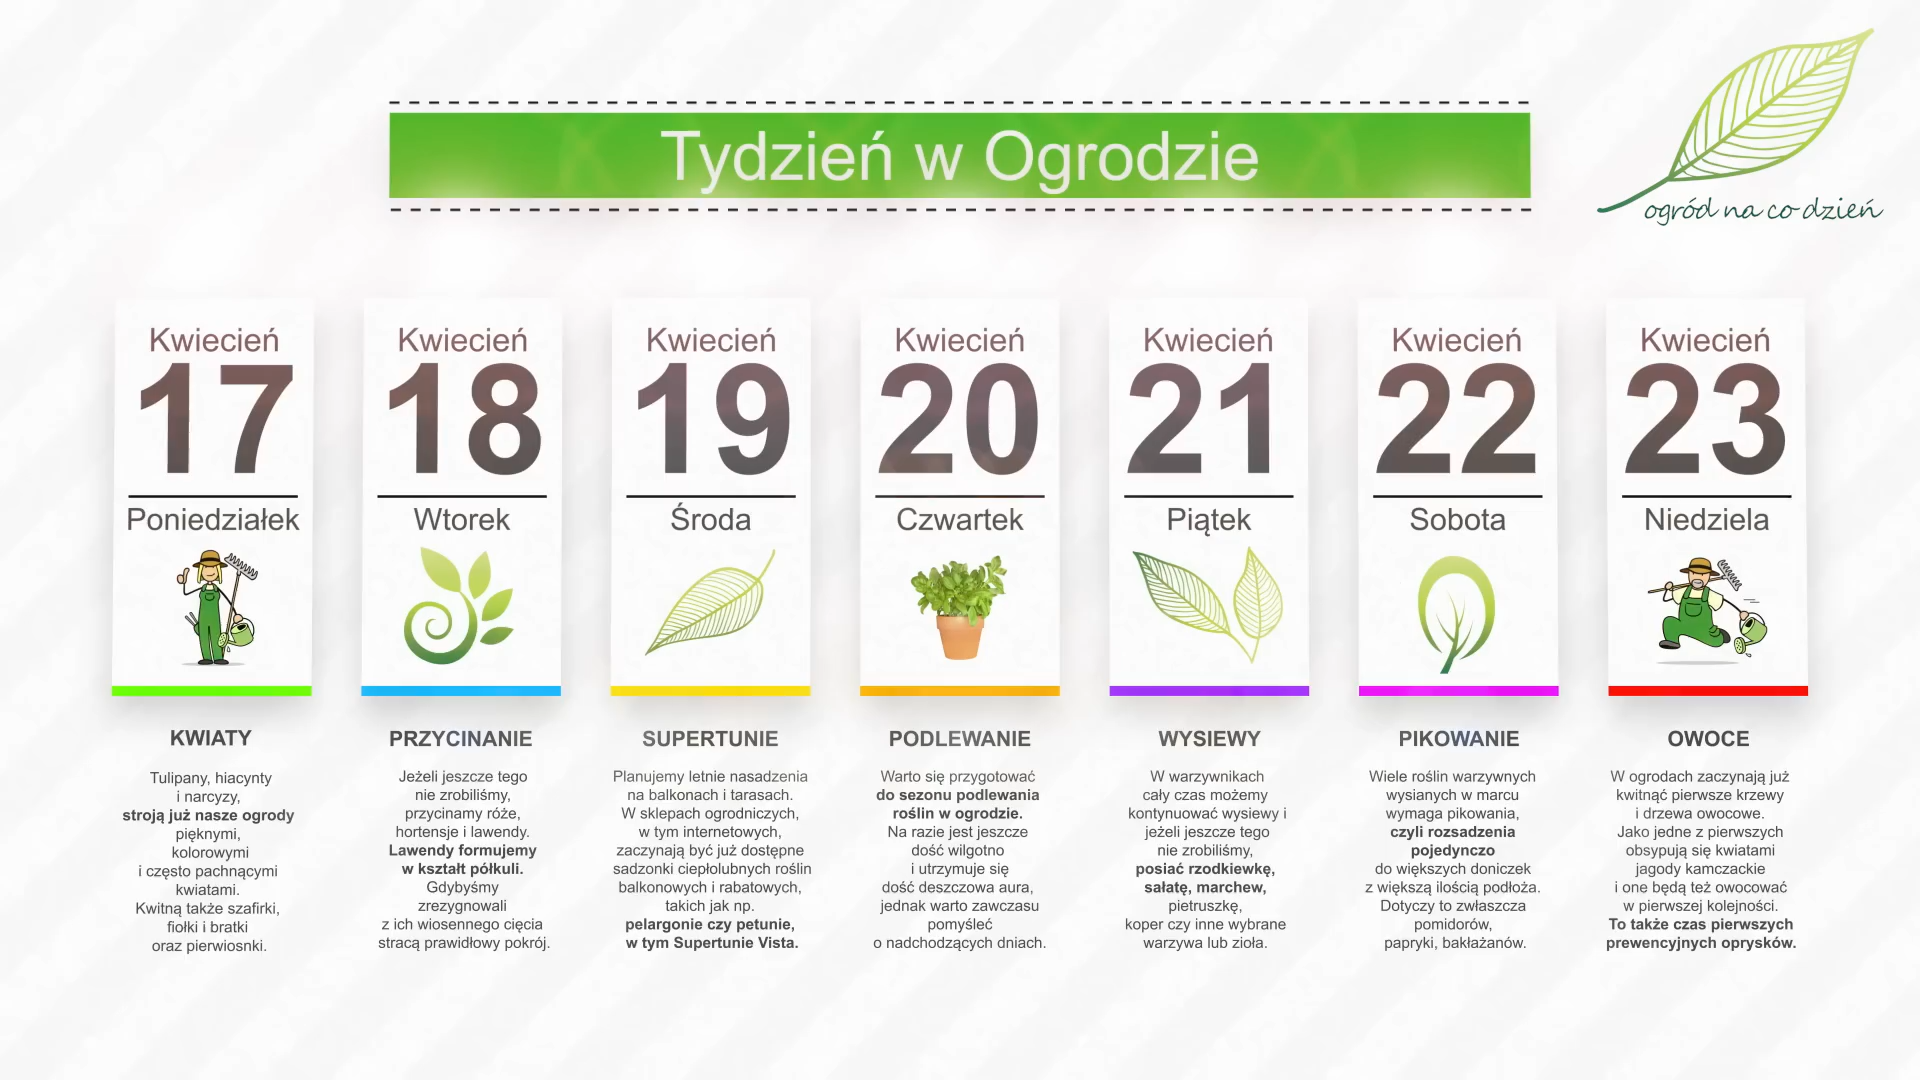 Tydzień w Ogrodzie
ogród na co dzień
Kwiecień
17
Poniedziałek
KWIATY
Tulipany, hiacynty
i narcyzy,
stroją już nasze ogrody
pięknymi,
kolorowymi
i często pachnącymi
kwiatami.
Kwitną także szafirki,
fiołki i bratki
oraz pierwiosnki.
Kwiecień
18
Wtorek
PRZYCINANIE
Jeżeli jeszcze tego
nie zrobiliśmy,
przycinamy róże,
hortensje i lawendy.
Lawendy formujemy
w kształt półkuli.
Gdybyśmy
zrezygnowali
z ich wiosennego cięcia
stracą prawidłowy pokrój.
Kwiecień
19
Środa
SUPERTUNIE
Planujemy letnie nasadzenia
na balkonach i tarasach.
W sklepach ogrodniczych,
w tym internetowych,
zaczynają być już dostępne
sadzonki ciepłolubnych roślin
balkonowych i rabatowych,
takich jak np.
pelargonie czy petunie,
w tym Supertunie Vista.
Kwiecień
20
Czwartek
PODLEWANIE
Warto się przygotować
do sezonu podlewania
roślin w ogrodzie.
Na razie jest jeszcze
dość wilgotno
i utrzymuje się
dość deszczowa aura,
jednak warto zawczasu
pomyśleć
o nadchodzących dniach.
Kwiecień
21
Piątek
WYSIEWY
W warzywnikach
cały czas możemy
kontynuować wysiewy i
jeżeli jeszcze tego
nie zrobiliśmy,
posiać rzodkiewkę,
sałatę, marchew,
pietruszkę,
koper czy inne wybrane
warzywa lub zioła.
Kwiecień
22
Sobota
PIKOWANIE
Wiele roślin warzywnych
wysianych w marcu
wymaga pikowania,
czyli rozsadzenia
pojedynczo
do większych doniczek
z większą ilością podłoża.
Dotyczy to zwłaszcza
pomidorów,
papryki, bakłażanów.
Kwiecień
23
Niedziela
OWOCE
W ogrodach zaczynają już
kwitnąć pierwsze krzewy
i drzewa owocowe.
Jako jedne z pierwszych
obsypują się kwiatami
jagody kamczackie
i one będą też owocować
w pierwszej kolejności.
To także czas pierwszych
prewencyjnych oprysków.